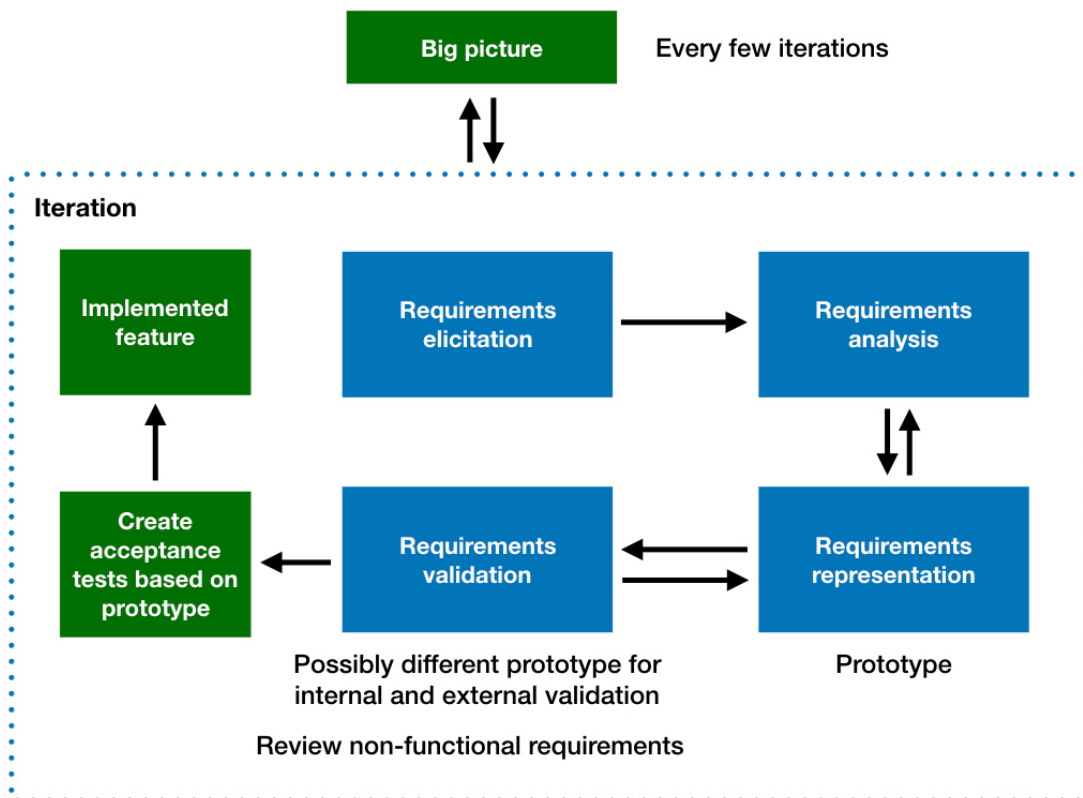 Big picture
Every few iterations
Iteration
Implemented
feature
Requirements
elicitation
Requirements
analysis
Create
acceptance
tests based on
prototype
Requirements
validation
Requirements
representation
Possibly different prototype for
internal and external validation
Prototype
Review non-functional requirements